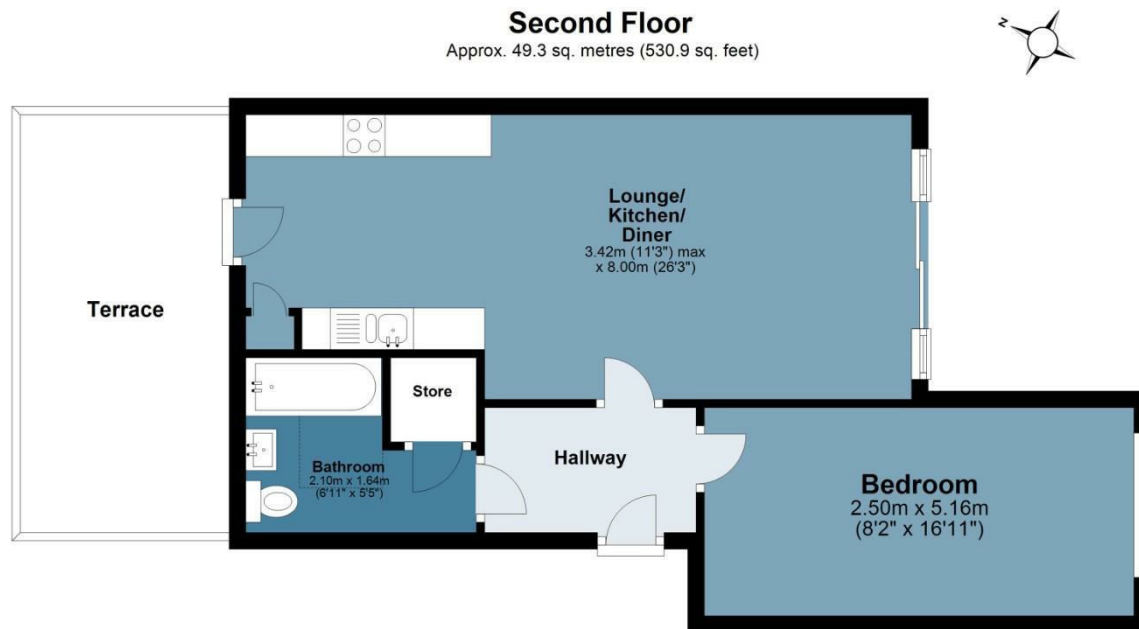 Second Floor
Approx. 49.3 sq. metres (530.9 sq. feet)
N
Lounge/
Kitchen/
Diner
3.42m (11'3") max
x 8.00m (26'3")
Terrace
Store
Bathroom
2.10m x 1.64m
(6'11" x 5'5")
Hallway
Bedroom
2.50m x 5.16m
(8'2" x 16'11")